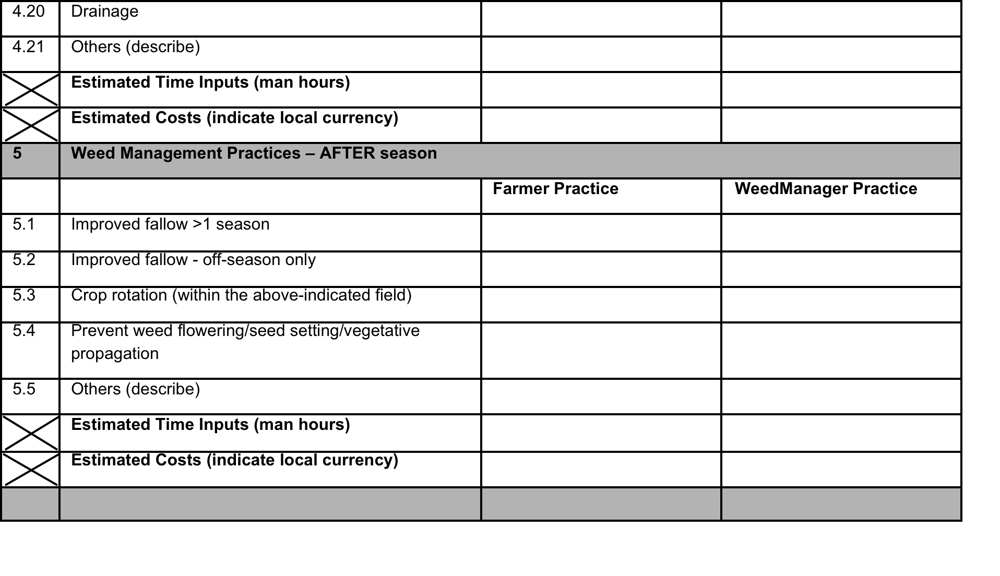 4.20 Drainage
4.21 Others (describe)
Estimated Time Inputs (man hours)
Estimated Costs (indicate local currency)
5 Weed Management Practices – AFTER season
Farmer Practice WeedManager Practice
5.1 Improved fallow >1 season
5.2 Improved fallow - off-season only
5.3 Crop rotation (within the above-indicated field)
5.4 Prevent weed flowering/seed setting/vegetative
propagation
5.5 Others (describe)
Estimated Time Inputs (man hours)
Estimated Costs (indicate local currency)